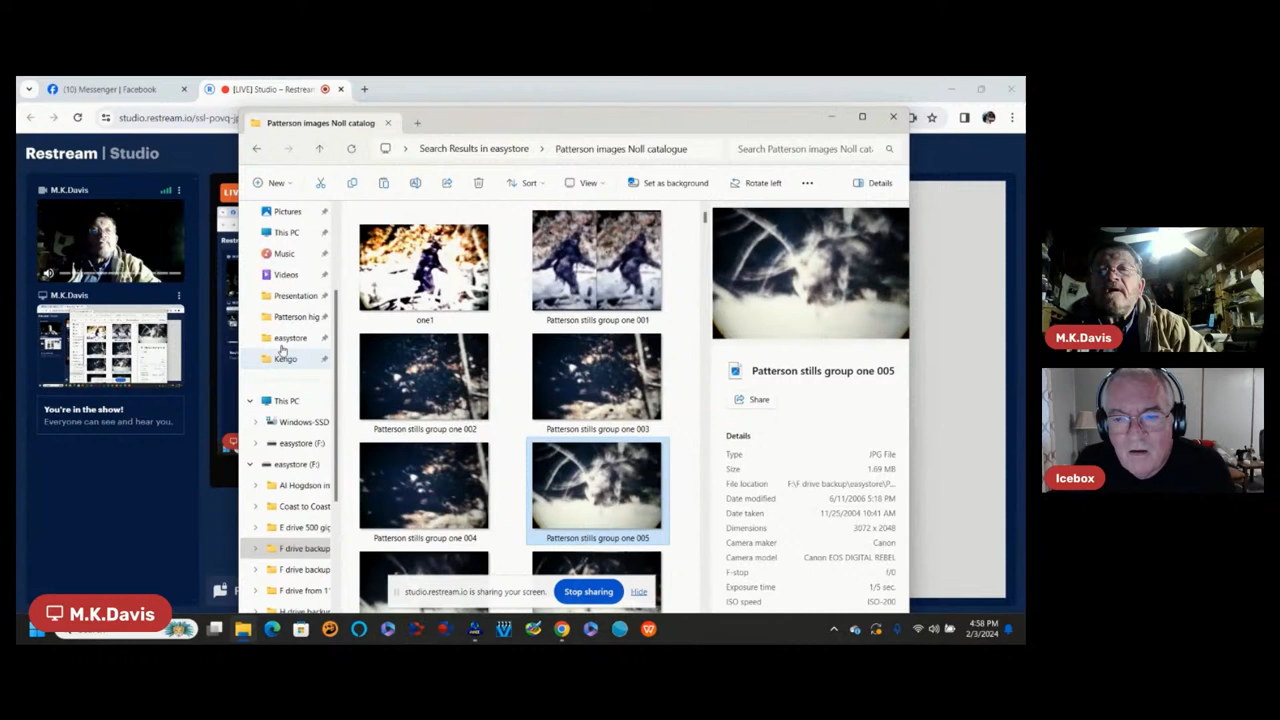 (10) Messenger | Facebook
[LIVE] Studio – Restream
studio.restream.io/ssl-povq-j
Restream | Studio
Patterson images Noll catalog
Search Results in easystore
Patterson images Noll catalogue
Search Patterson images Noll cat
New
Sort
View
Set as background
Rotate left
Details
M.K.Davis
LIV
M.K.Davis
You're in the show!
Everyone can see and hear you.
Pictures
This PC
Music
Videos
Presentation
Patterson hig
easystore
Kengo
This PC
Windows-SSD
easystore (F:)
easystore (F:)
Al Hogdson in
Coast to Coast
E drive 500 gig
F drive backup
F drive backup
F drive from 11
H drive backup
one1
Patterson stills group one 001
Patterson stills group one 002
Patterson stills group one 003
Patterson stills group one 004
Patterson stills group one 005
Patterson stills group one 005
Share
Details
Type JPG File
Size 1.69 MB
File location F:\F drive backup\easystore\P...
Date modified 6/11/2006 5:18 PM
Date taken 11/25/2004 10:41 AM
Dimensions 3072 x 2048
Camera maker Canon
Camera model Canon EOS DIGITAL REBEL
F-stop f/0
Exposure time 1/5 sec.
ISO speed ISO-200
studio.restream.io is sharing your screen.
Stop sharing
Hide
4:58 PM
2/3/2024
M.K.Davis
M.K.Davis
Icebox